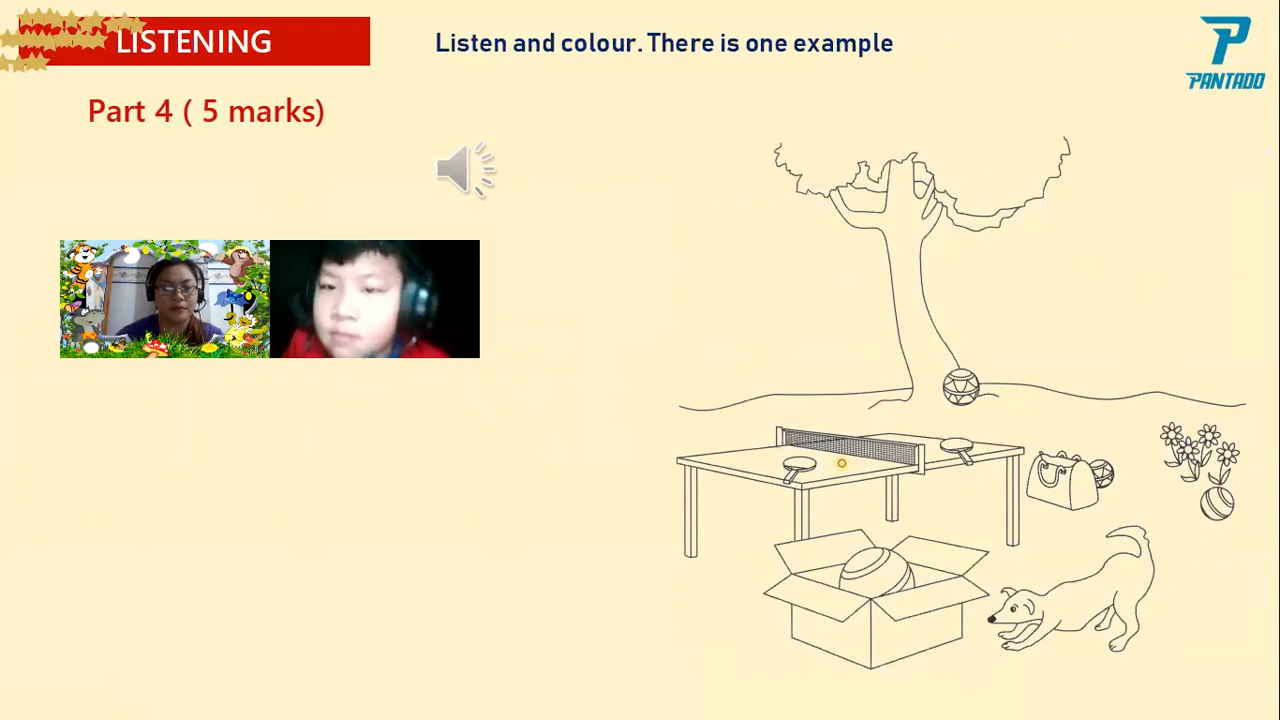 LISTENING
Listen and colour. There is one example
PANTADO
Part 4 ( 5 marks)